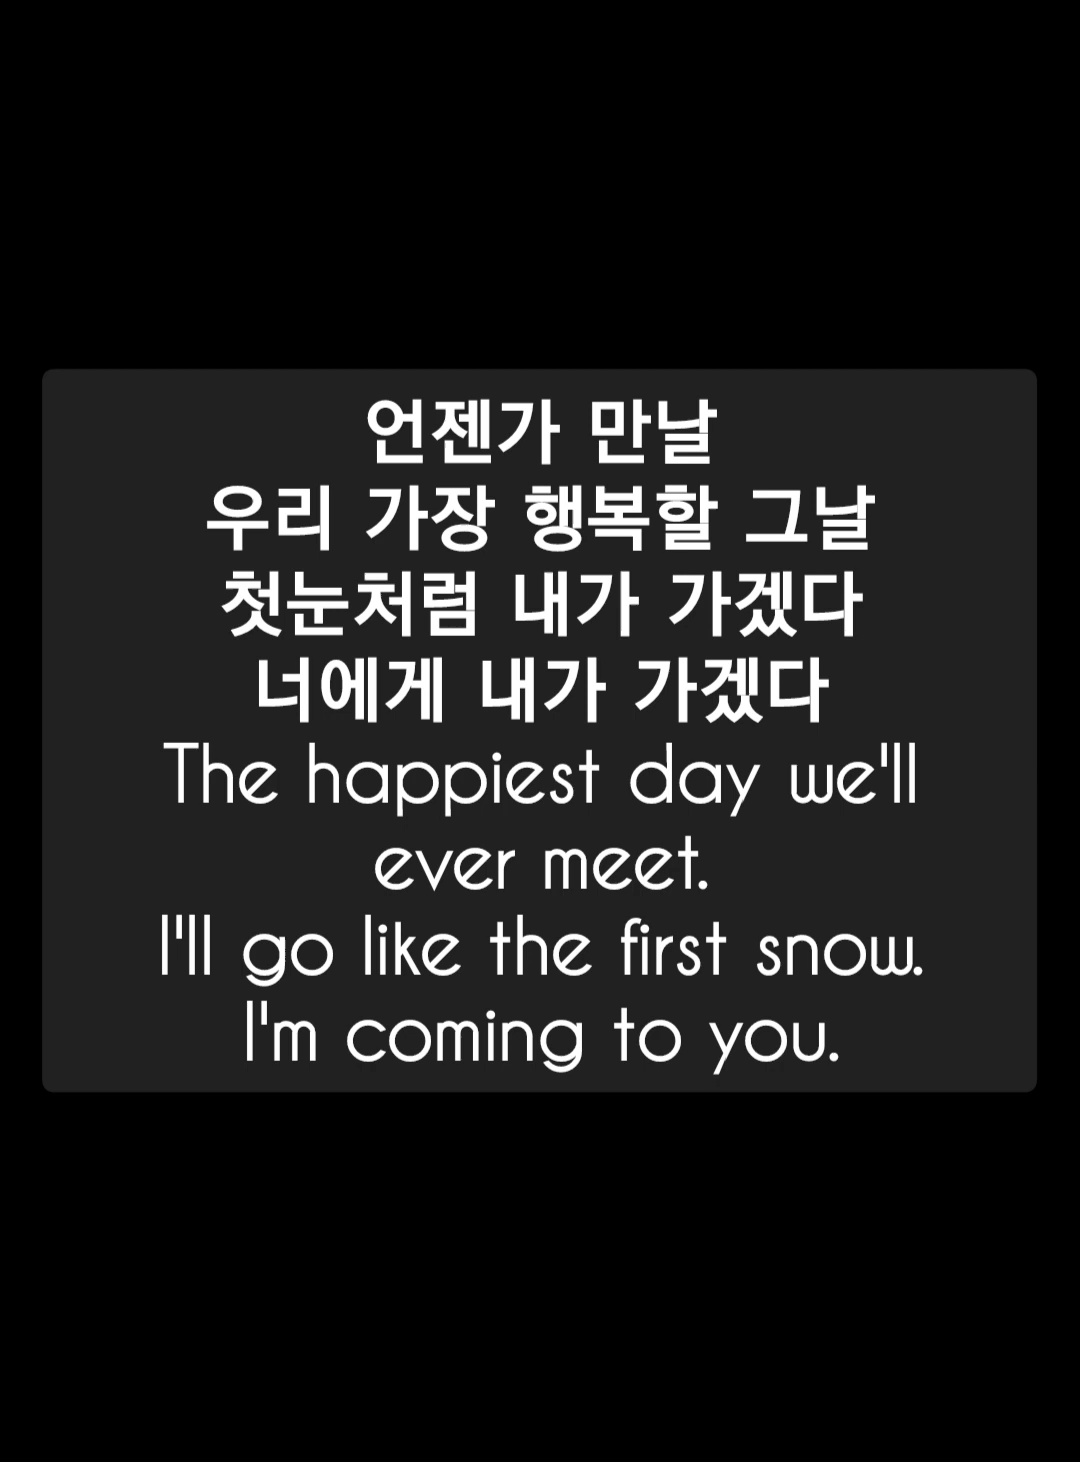 언젠가 만날
우리 가장 행복할 그날
첫눈처럼 내가 가겠다
너에게 내가 가겠다
The happiest day we'll
ever meet.
I'll go like the first snow.
I'm coming to you.